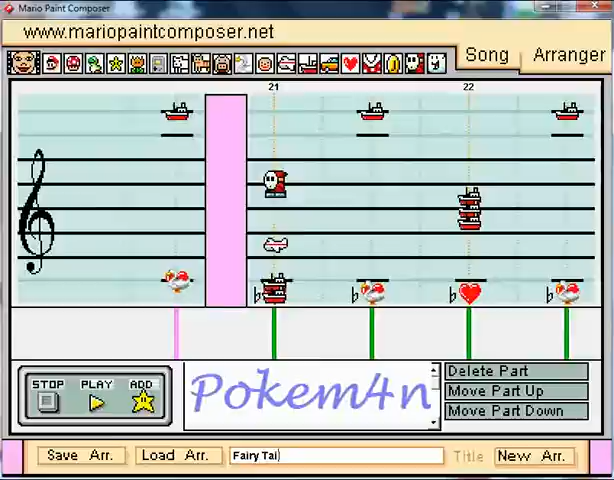 Mario Paint Composer
www.mariopaintcomposer.net
Song
Arranger
21
22
STOP
PLAY
ADD
Pokem4n
Delete Part
Move Part Up
Move Part Down
Save Arr.
Load Arr.
Fairy Tai
Title
New Arr.